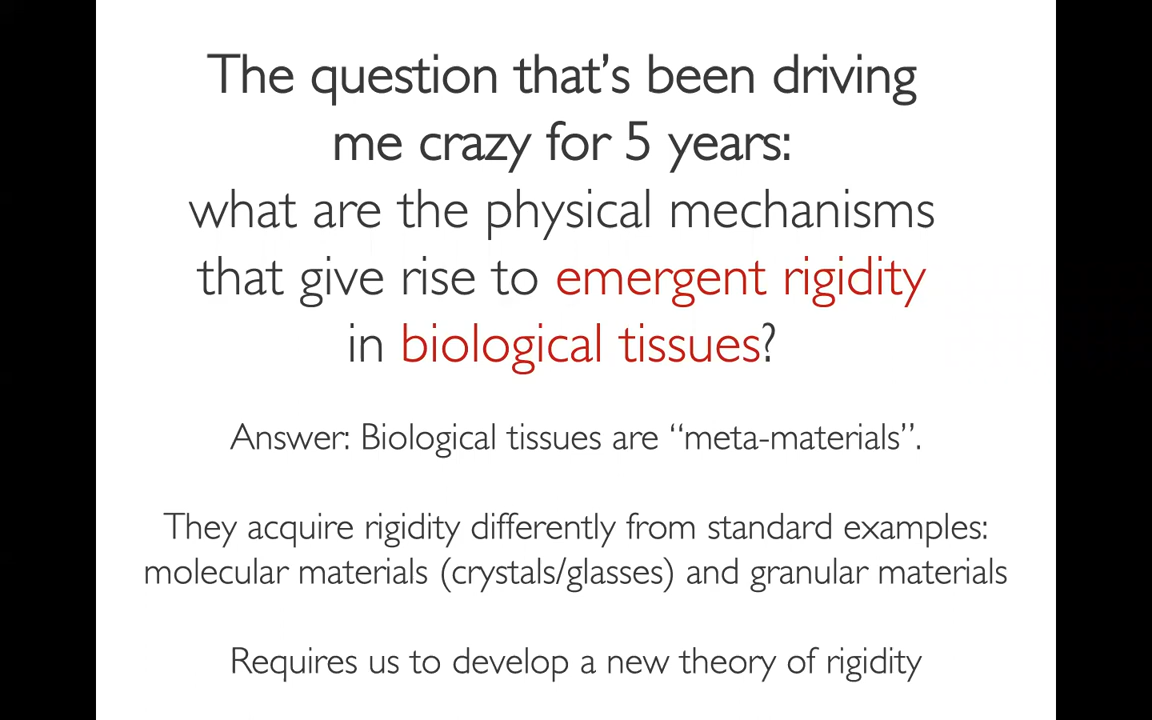 The question that’s been driving
me crazy for 5 years:
what are the physical mechanisms
that give rise to emergent rigidity
in biological tissues?
Answer: Biological tissues are “meta-materials”.
They acquire rigidity differently from standard examples:
molecular materials (crystals/glasses) and granular materials
Requires us to develop a new theory of rigidity